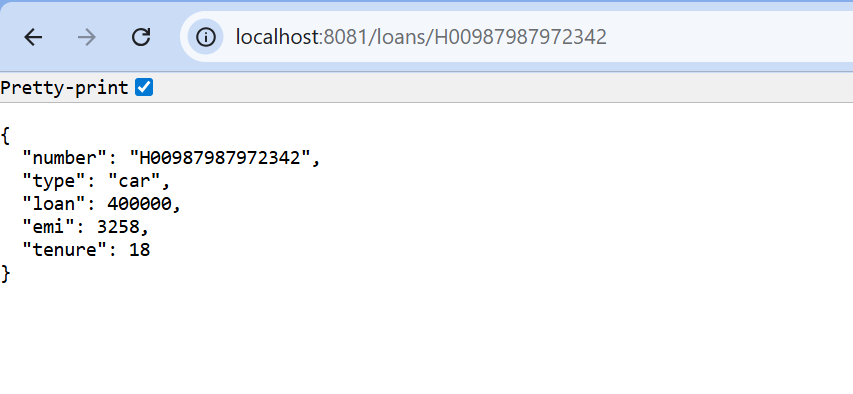 localhost:8081/loans/H00987987972342
Pretty-print
{
  "number": "H00987987972342",
  "type": "car",
  "loan": 400000,
  "emi": 3258,
  "tenure": 18
}